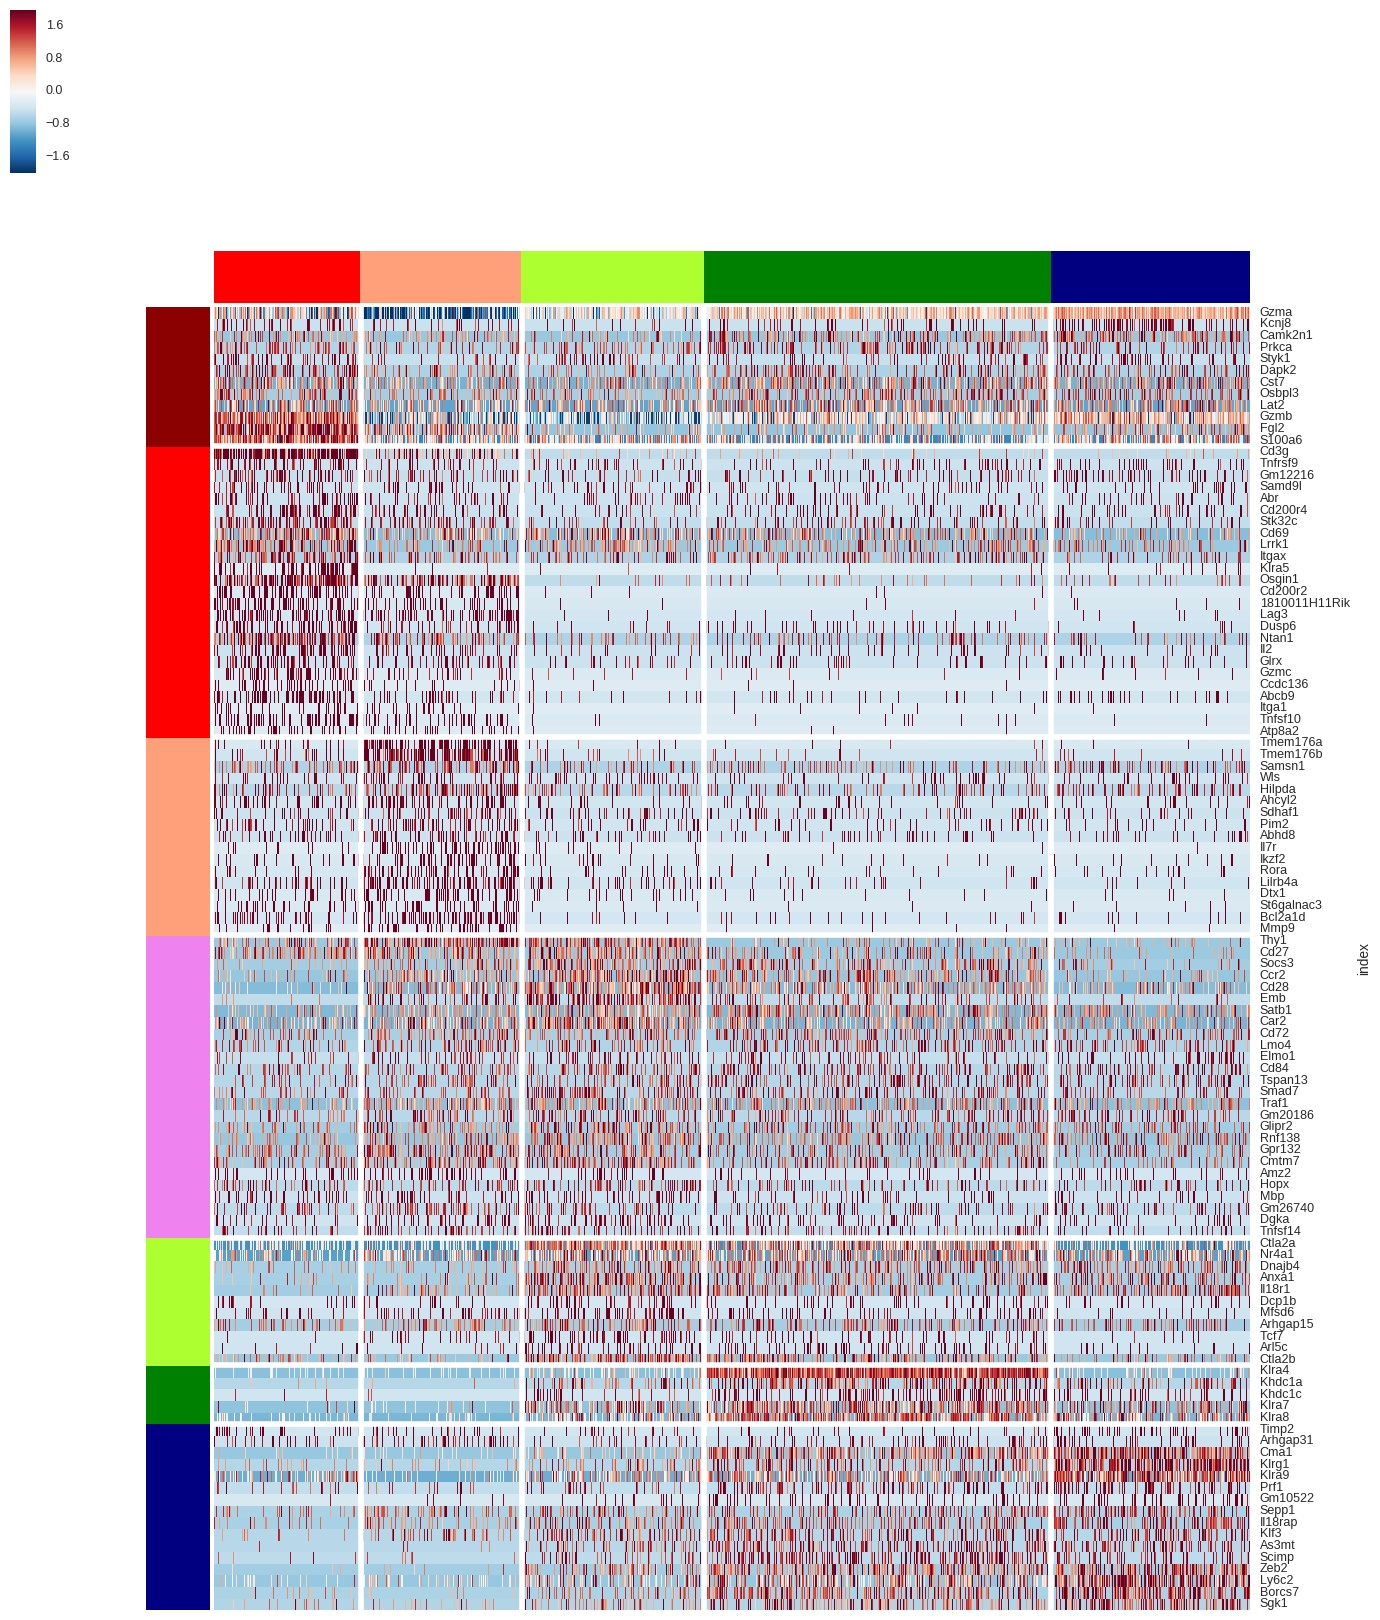 1.6
0.8
0.0
−0.8
−1.6
Gzma
Kcnj8
Camk2n1
Prkca
Styk1
Dapk2
Cst7
Osbpl3
Lat2
Gzmb
Fgl2
S100a6
Cd3g
Tnfrsf9
Gm12216
Samd9l
Abr
Cd200r4
Stk32c
Cd69
Lrrk1
Itgax
Klra5
Osgin1
Cd200r2
1810011H11Rik
Lag3
Dusp6
Ntan1
Il2
Glrx
Gzmc
Ccdc136
Abcb9
Itga1
Tnfsf10
Atp8a2
Tmem176a
Tmem176b
Samsn1
Wls
Hilpda
Ahcyl2
Sdhaf1
Pim2
Abhd8
Il7r
Ikzf2
Rora
Lilrb4a
Dtx1
St6galnac3
Bcl2a1d
Mmp9
Thy1
Cd27
Socs3
Ccr2
Cd28
Emb
Satb1
Car2
Cd72
Lmo4
Elmo1
Cd84
Tspan13
Smad7
Traf1
Gm20186
Glipr2
Rnf138
Gpr132
Cmtm7
Amz2
Hopx
Mbp
Gm26740
Dgka
Tnfsf14
Ctla2a
Nr4a1
Dnajb4
Anxa1
Il18r1
Dcp1b
Mfsd6
Arhgap15
Tcf7
Arl5c
Ctla2b
Klra4
Khdc1a
Khdc1c
Klra7
Klra8
Timp2
Arhgap31
Cma1
Klrg1
Klra9
Prf1
Gm10522
Sepp1
Il18rap
Klf3
As3mt
Scimp
Zeb2
Ly6c2
Borcs7
Sgk1
index